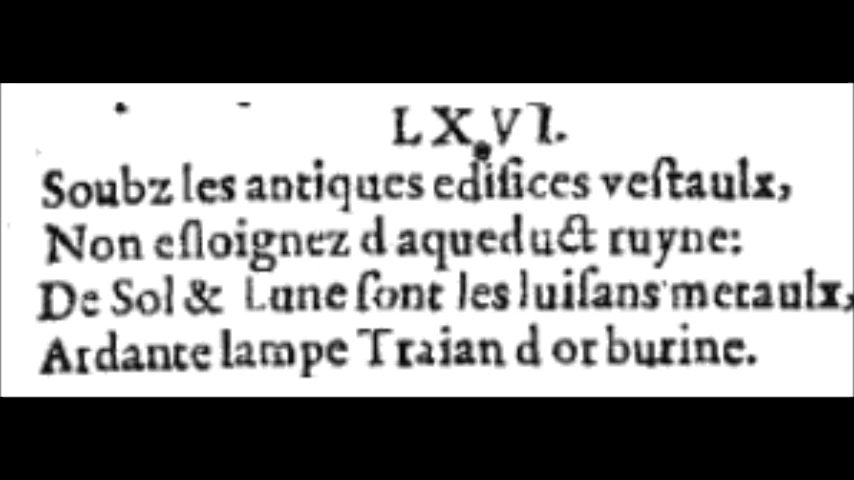 LXVI.
Soubz les antiques edifices veſtaulx,
Non eſloignez d aqueduct ruyne:
De Sol & Lune ſont les luiſans metaulx,
Ardante lampe Traian d or burine.